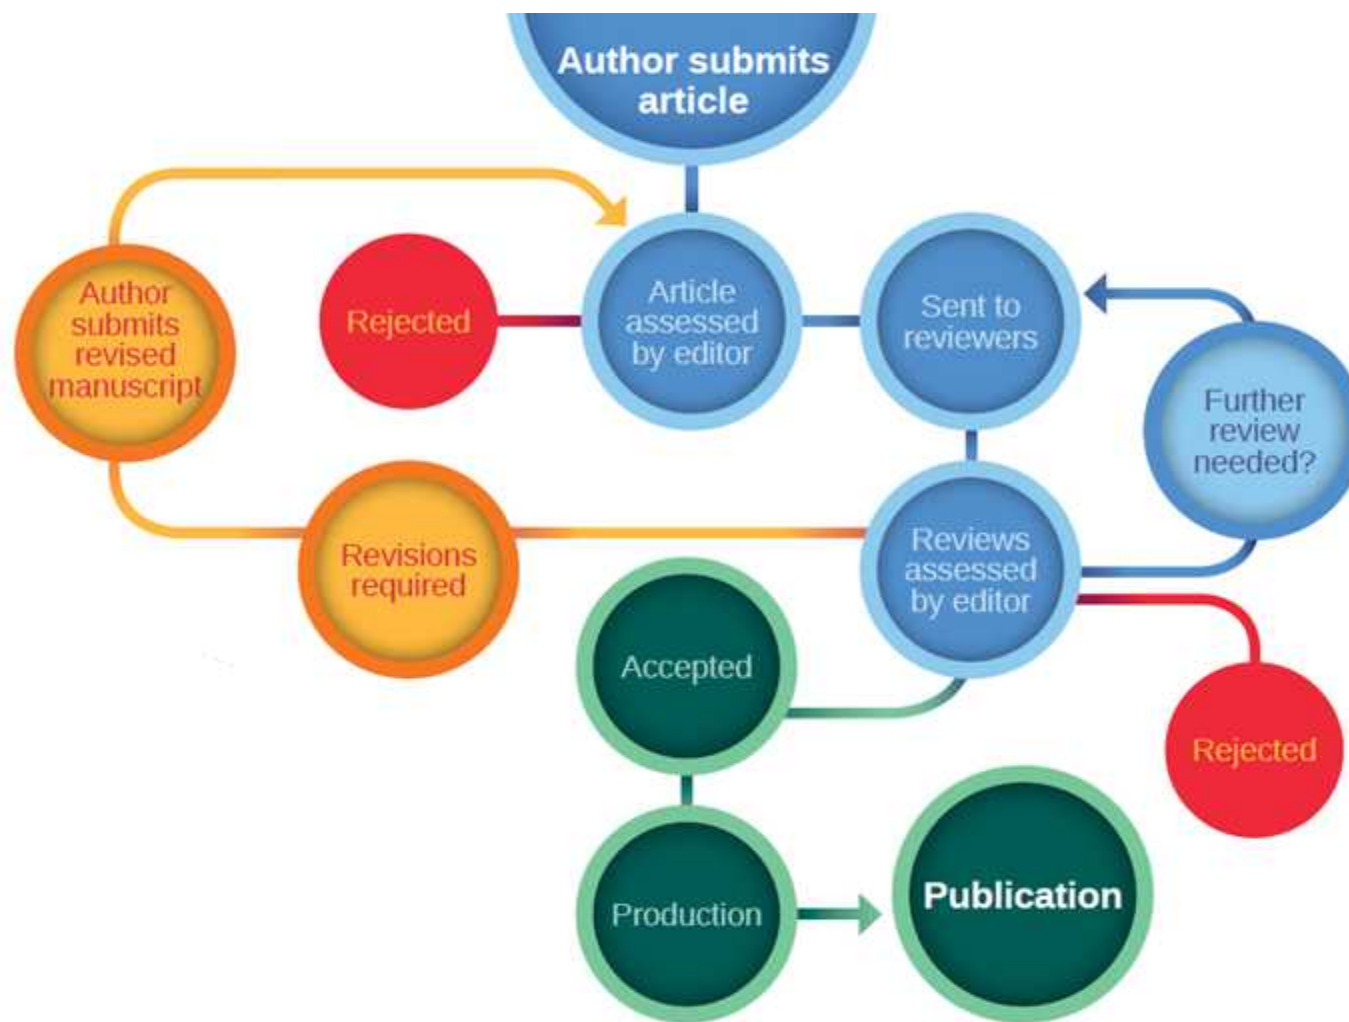 Author submits
article
Author
submits
revised
manuscript
Rejected
Article
assessed
by editor
Sent to
reviewers
Further
review
needed?
Revisions
required
Reviews
assessed
by editor
Accepted
Rejected
Production
Publication